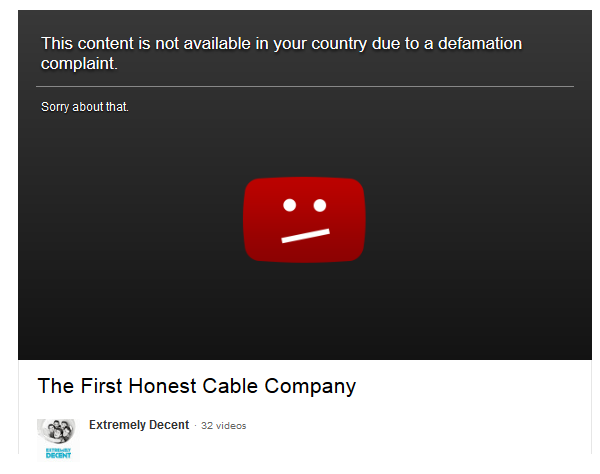 This content is not available in your country due to a defamation
complaint.
Sorry about that.
The First Honest Cable Company
Extremely Decent · 32 videos
EXTREMELY
DECENT